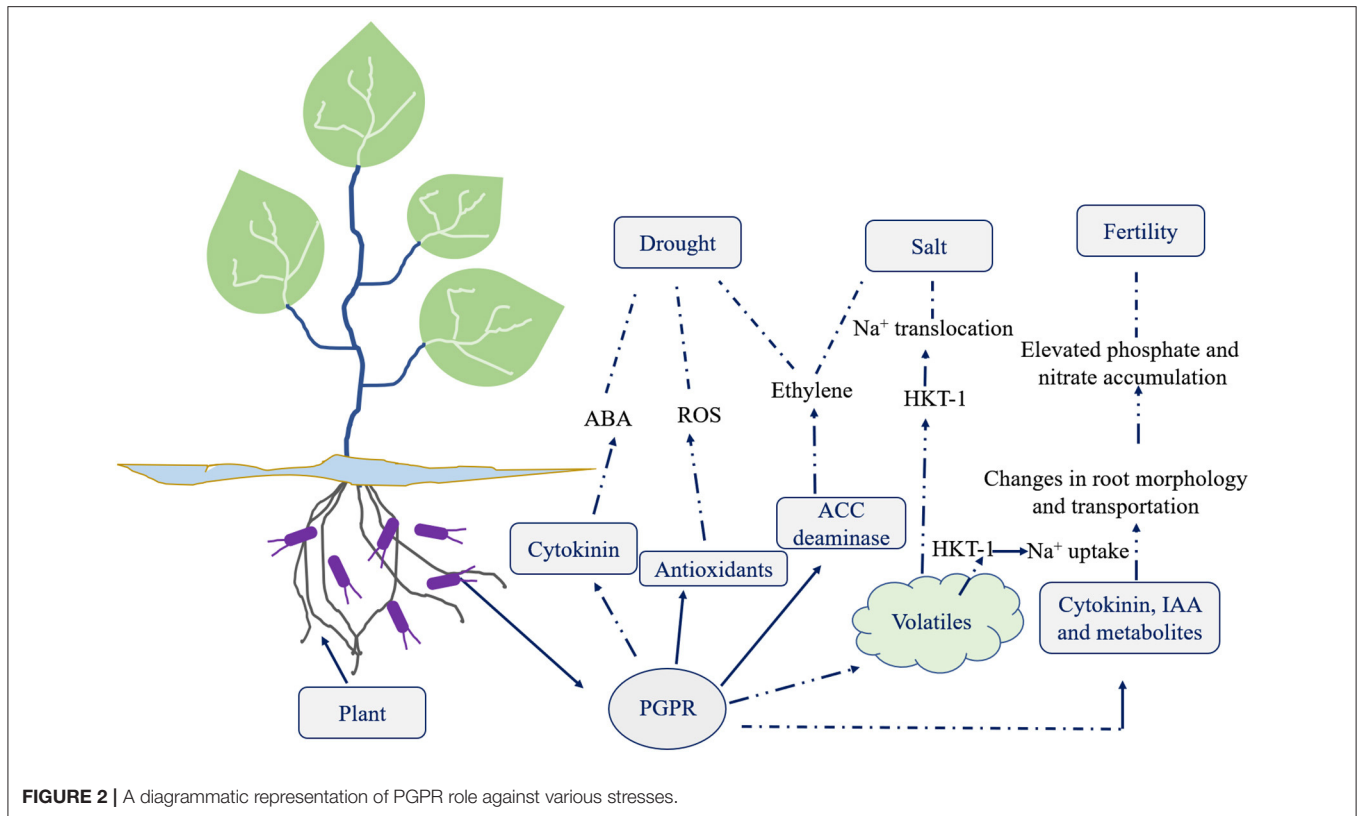 Drought
Salt
Fertility
Na⁺ translocation
Elevated phosphate and
nitrate accumulation
Ethylene
HKT-1
ABA
ROS
Changes in root morphology
and transportation
ACC
deaminase
Cytokinin
Antioxidants
HKT-1
Na⁺ uptake
Volatiles
Cytokinin, IAA
and metabolites
Plant
PGPR
FIGURE 2 | A diagrammatic representation of PGPR role against various stresses.